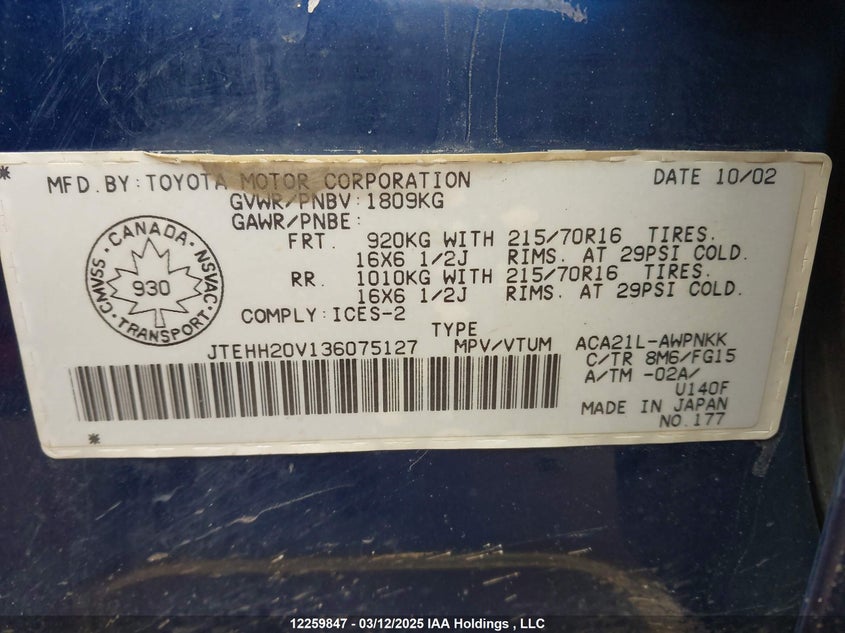 MFD.BY:TOYOTA MOTOR CORPORATION DATE 10/02
GVWR/PNBV:1809KG
GAWR/PNBE:
FRT. 920KG WITH 215/70R16 TIRES.
16X6 1/2J RIMS. AT 29PSI COLD.
RR. 1010KG WITH 215/70R16 TIRES.
16X6 1/2J RIMS. AT 29PSI COLD.
COMPLY:ICES-2
CANADA
CMVSS 930 NSVAC
TRANSPORT
TYPE
JTEHH20V136075127 MPV/VTUM ACA21L-AWPNKK
C/TR 8M6/FG15
A/TM -02A/
U140F
MADE IN JAPAN
NO.177
12259847 - 03/12/2025 IAA Holdings , LLC